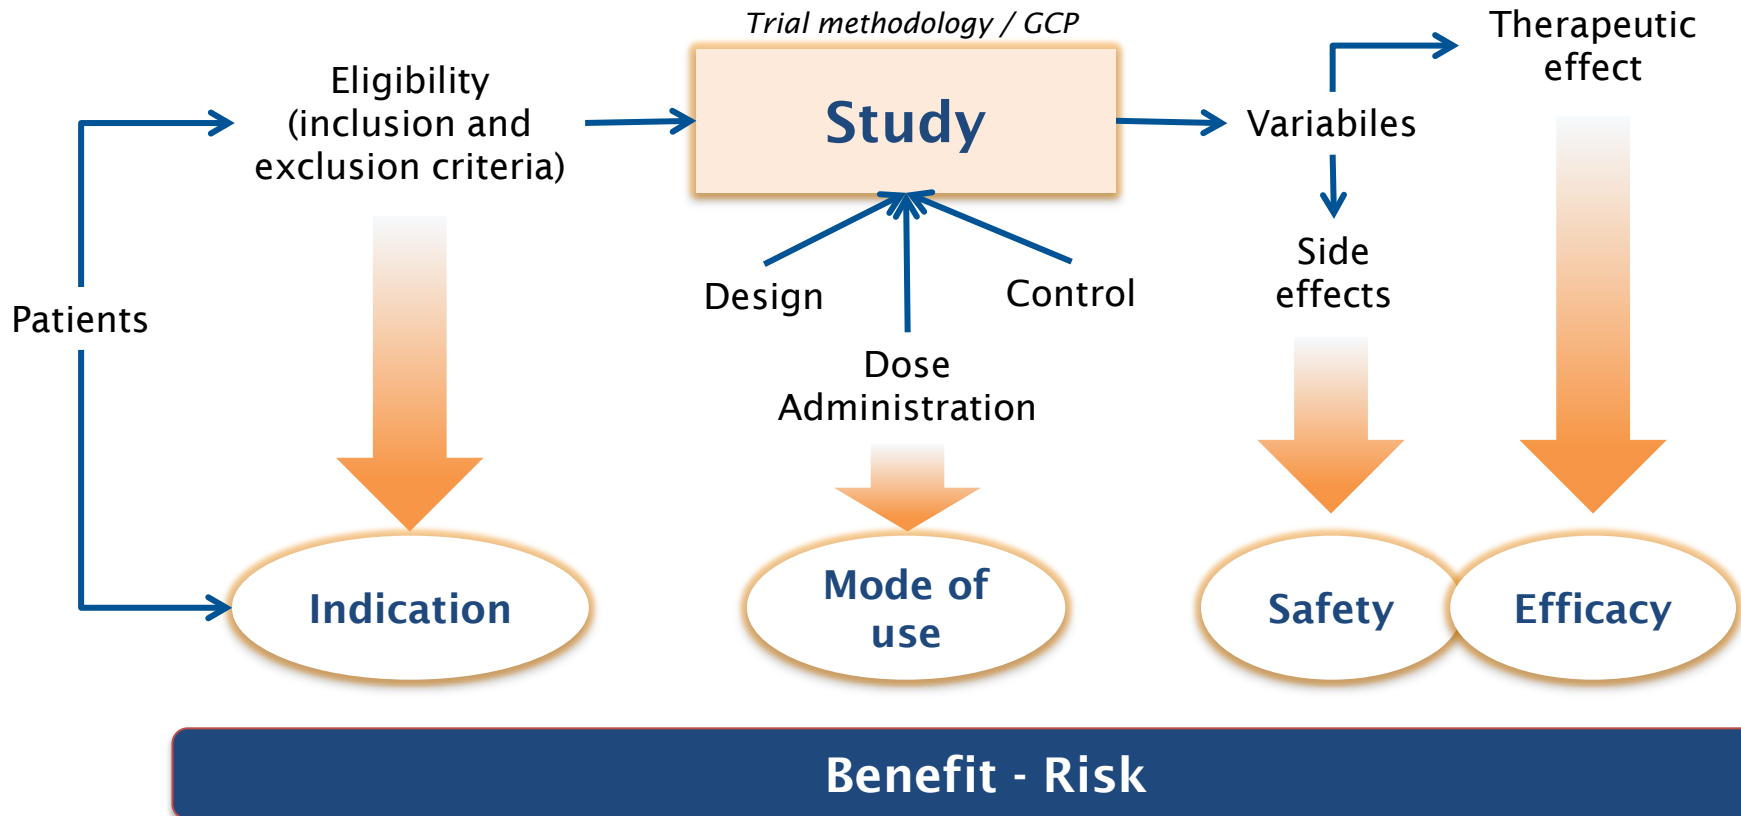 Trial methodology / GCP
Therapeutic
effect
Eligibility
(inclusion and
exclusion criteria)
Study
Variabiles
Side
effects
Design
Control
Patients
Dose
Administration
Indication
Mode of
use
Safety
Efficacy
Benefit - Risk